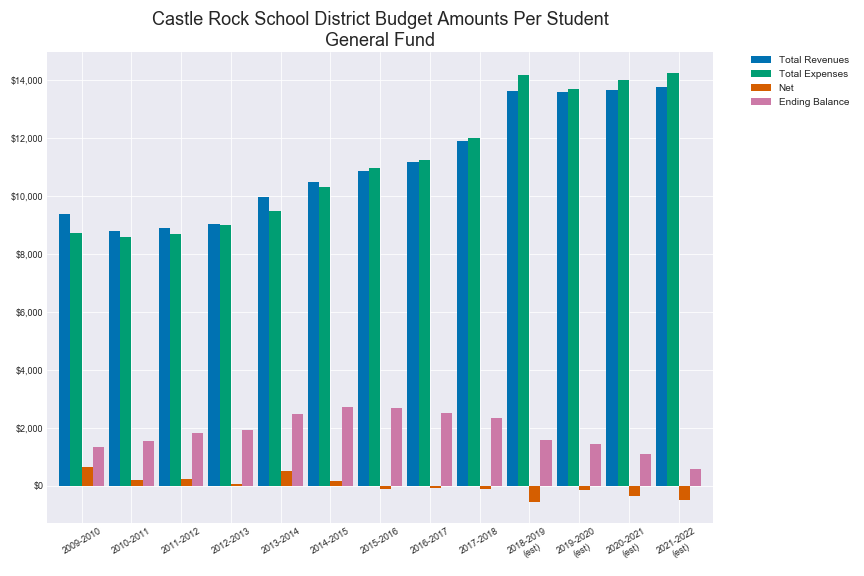 Castle Rock School District Budget Amounts Per Student
General Fund
Total Revenues
Total Expenses
Net
Ending Balance
$14,000
$12,000
$10,000
$8,000
$6,000
$4,000
$2,000
$0
2009-2010
2010-2011
2011-2012
2012-2013
2013-2014
2014-2015
2015-2016
2016-2017
2017-2018
2018-2019
(est)
2019-2020
(est)
2020-2021
(est)
2021-2022
(est)